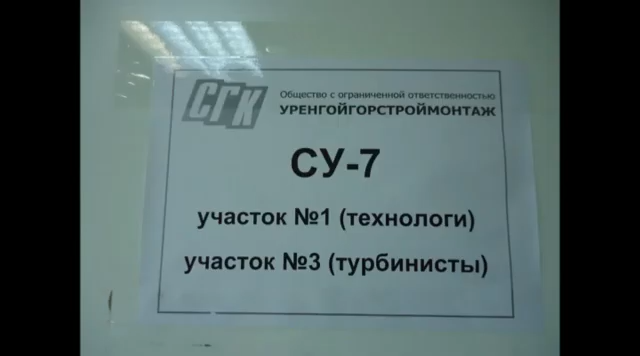 СГК
Общество с ограниченной ответственностью
УРЕНГОЙГОРСТРОЙМОНТАЖ
СУ-7
участок №1 (технологи)
участок №3 (турбинисты)